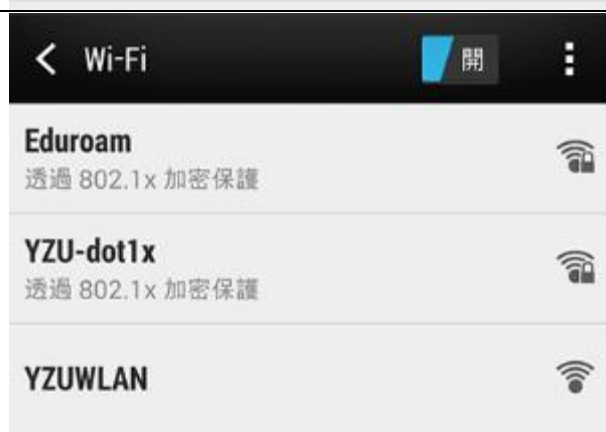 Wi-Fi
開
Eduroam
透過 802.1x 加密保護
YZU-dot1x
透過 802.1x 加密保護
YZUWLAN